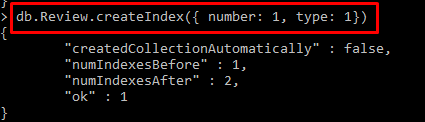 > db.Review.createIndex({ number: 1, type: 1})
{
"createdCollectionAutomatically" : false,
"numIndexesBefore" : 1,
"numIndexesAfter" : 2,
"ok" : 1
}